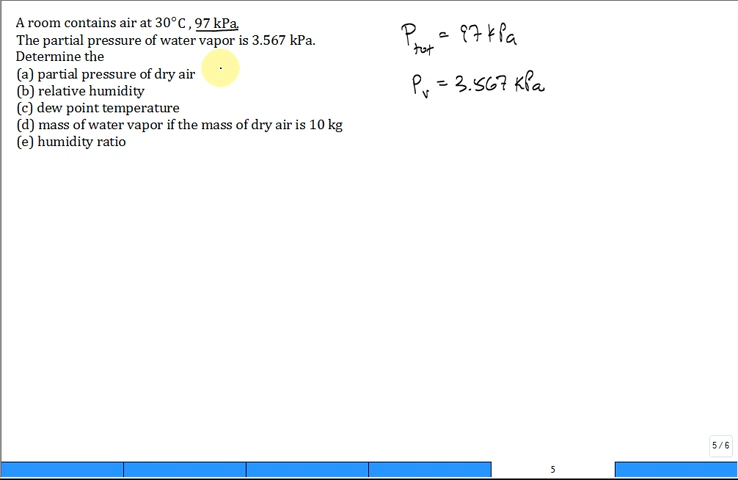 A room contains air at 30°C, 97 kPa.
The partial pressure of water vapor is 3.567 kPa.
Determine the
(a) partial pressure of dry air
(b) relative humidity
(c) dew point temperature
(d) mass of water vapor if the mass of dry air is 10 kg
(e) humidity ratio
P_tot = 97 kPa
P_v = 3.567 kPa
5 / 6
5